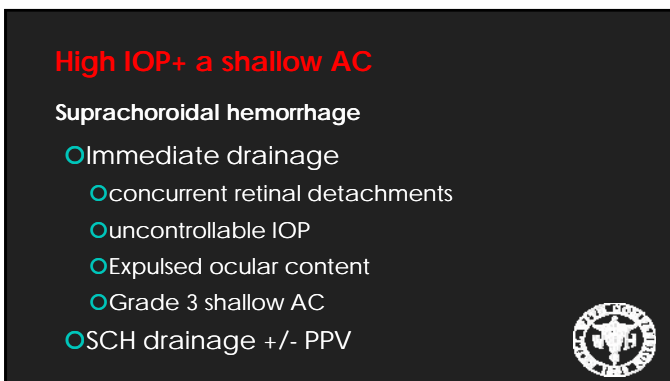 High IOP+ a shallow AC
Suprachoroidal hemorrhage
Immediate drainage
concurrent retinal detachments
uncontrollable IOP
Expulsed ocular content
Grade 3 shallow AC
SCH drainage +/- PPV